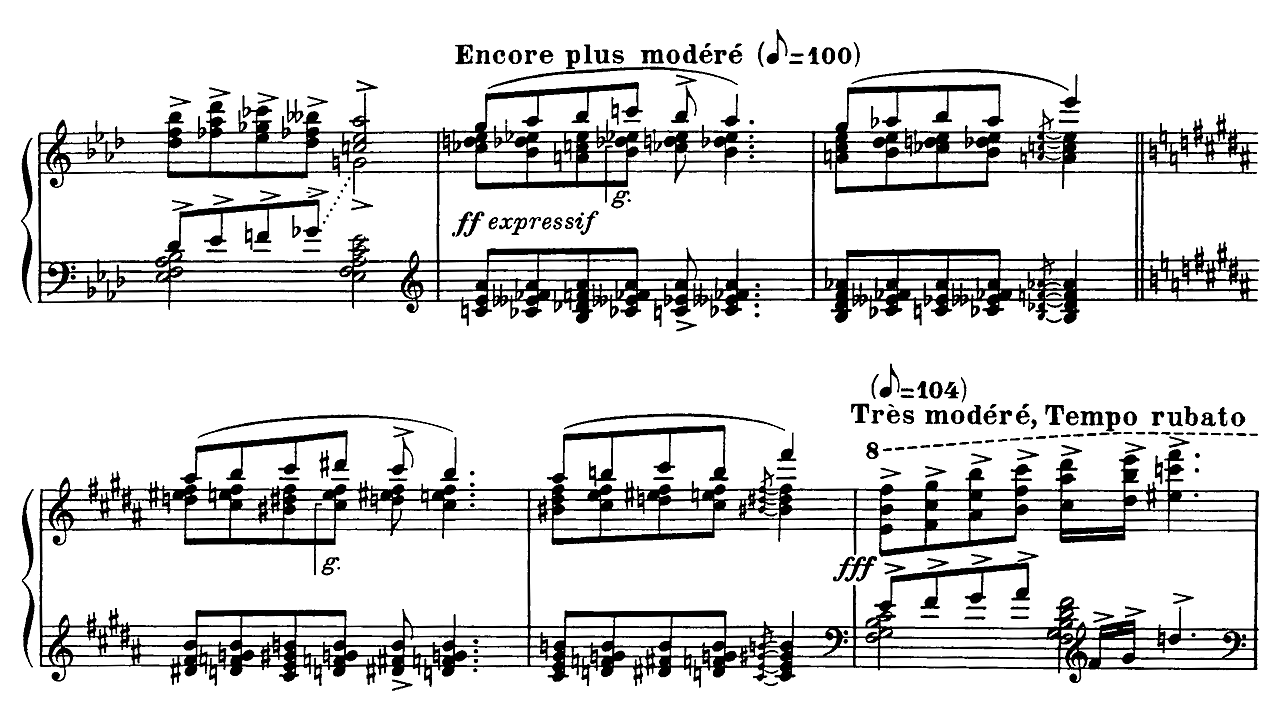 Encore plus modéré (♪=100)
g.
ff expressif
(♪=104)
Très modéré, Tempo rubato
8
g.
fff